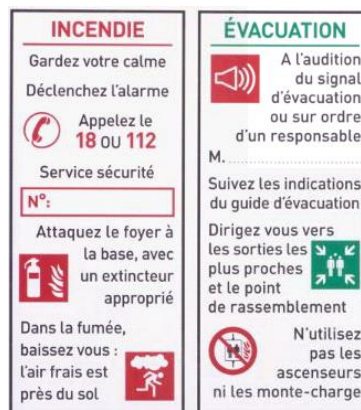 INCENDIE
Gardez votre calme
Déclenchez l'alarme
Appelez le
18 OU 112
Service sécurité
N°:
Attaquez le foyer à
la base, avec
un extincteur
approprié
Dans la fumée,
baissez vous :
l'air frais est
près du sol
ÉVACUATION
A l'audition
du signal
d'évacuation
ou sur ordre
d'un responsable
M. ........................
Suivez les indications
du guide d'évacuation
Dirigez vous vers
les sorties les
plus proches
et le point
de rassemblement
N'utilisez
pas les
ascenseurs
ni les monte-charge